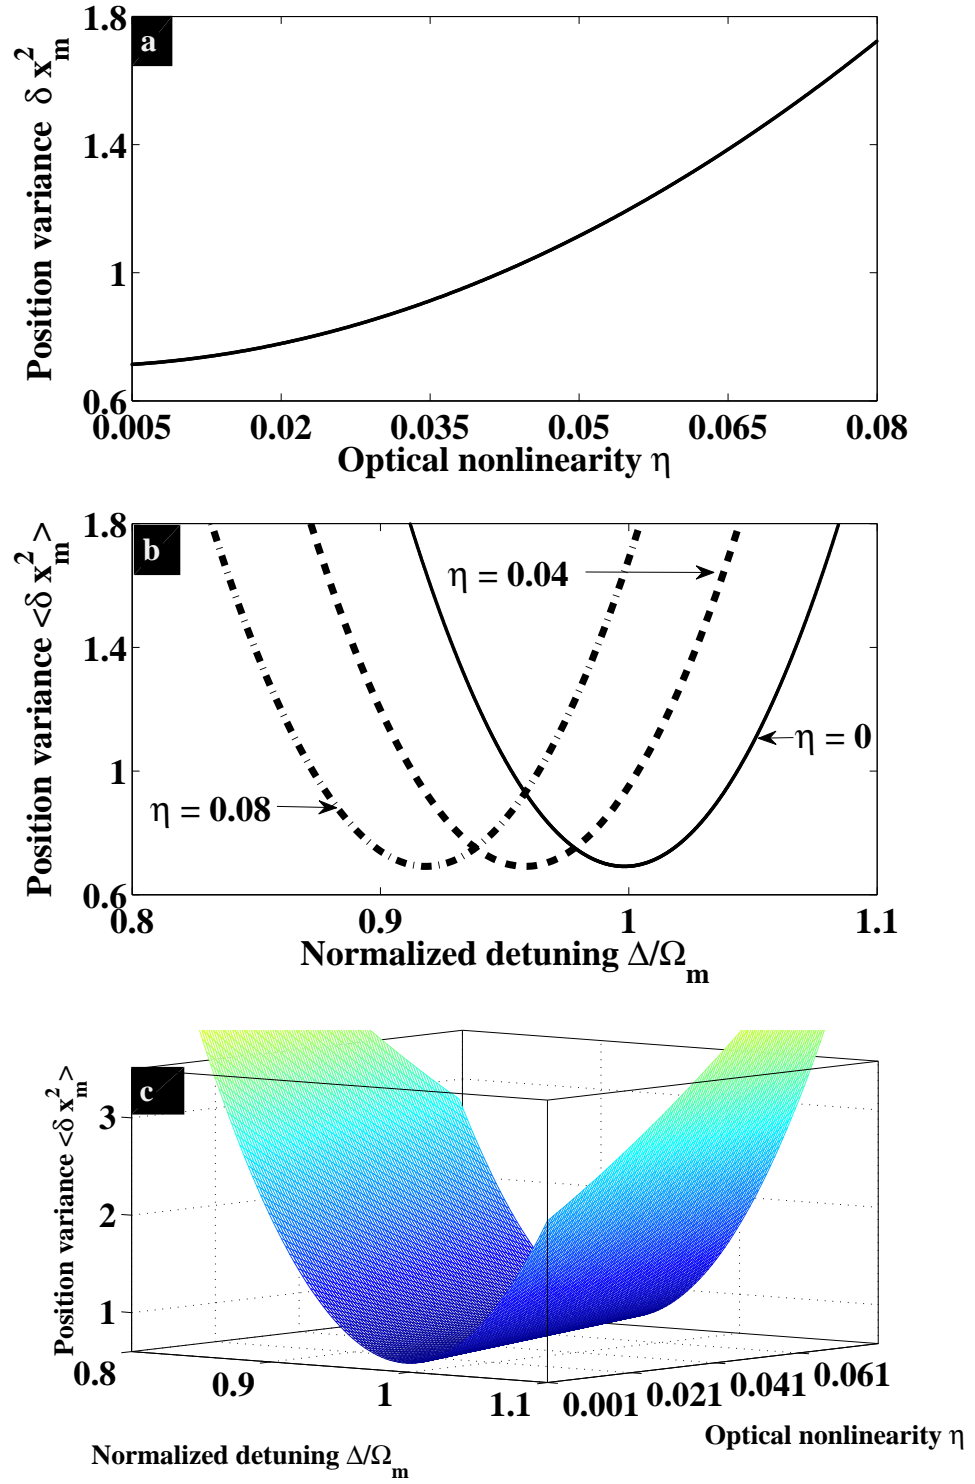 a
Position variance δ x²ₘ
1.8
1.4
1
0.6
0.005 0.02 0.035 0.05 0.065 0.08
Optical nonlinearity η
b
Position variance <δ x²ₘ>
1.8
1.4
1
0.6
η = 0.04
η = 0
η = 0.08
0.8 0.9 1 1.1
Normalized detuning Δ/Ωₘ
c
Position variance <δ x²ₘ>
3
2
1
0.8 0.9 1 1.1
0.001 0.021 0.041 0.061
Optical nonlinearity η
Normalized detuning Δ/Ωₘ